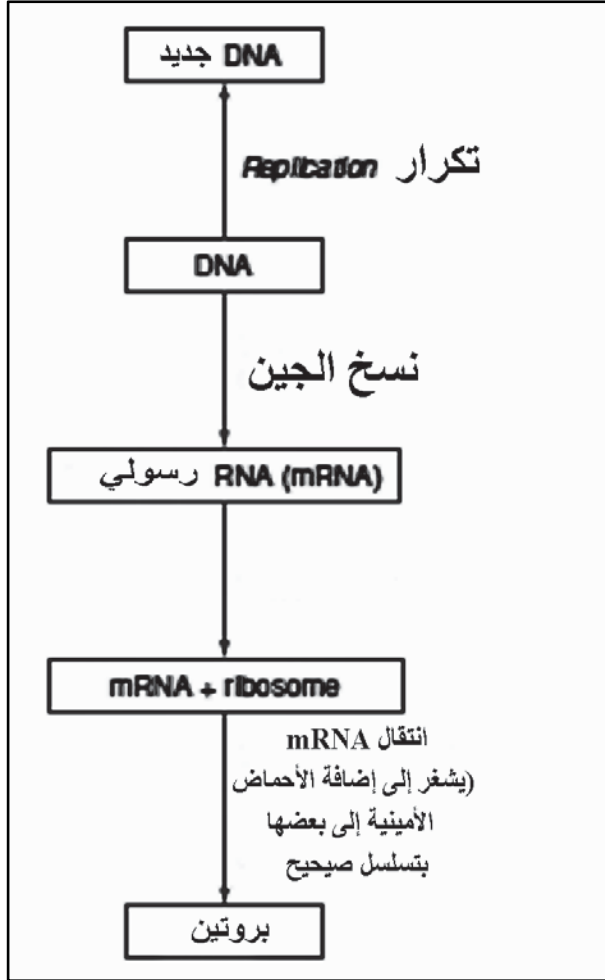 DNA جديد
تكرار Replication
DNA
نسخ الجين
RNA (mRNA) رسولي
mRNA + ribosome
انتقال mRNA
(يشغر إلى إضافة الأحماض
الأمينية إلى بعضها
بتسلسل صيحيح
بروتين